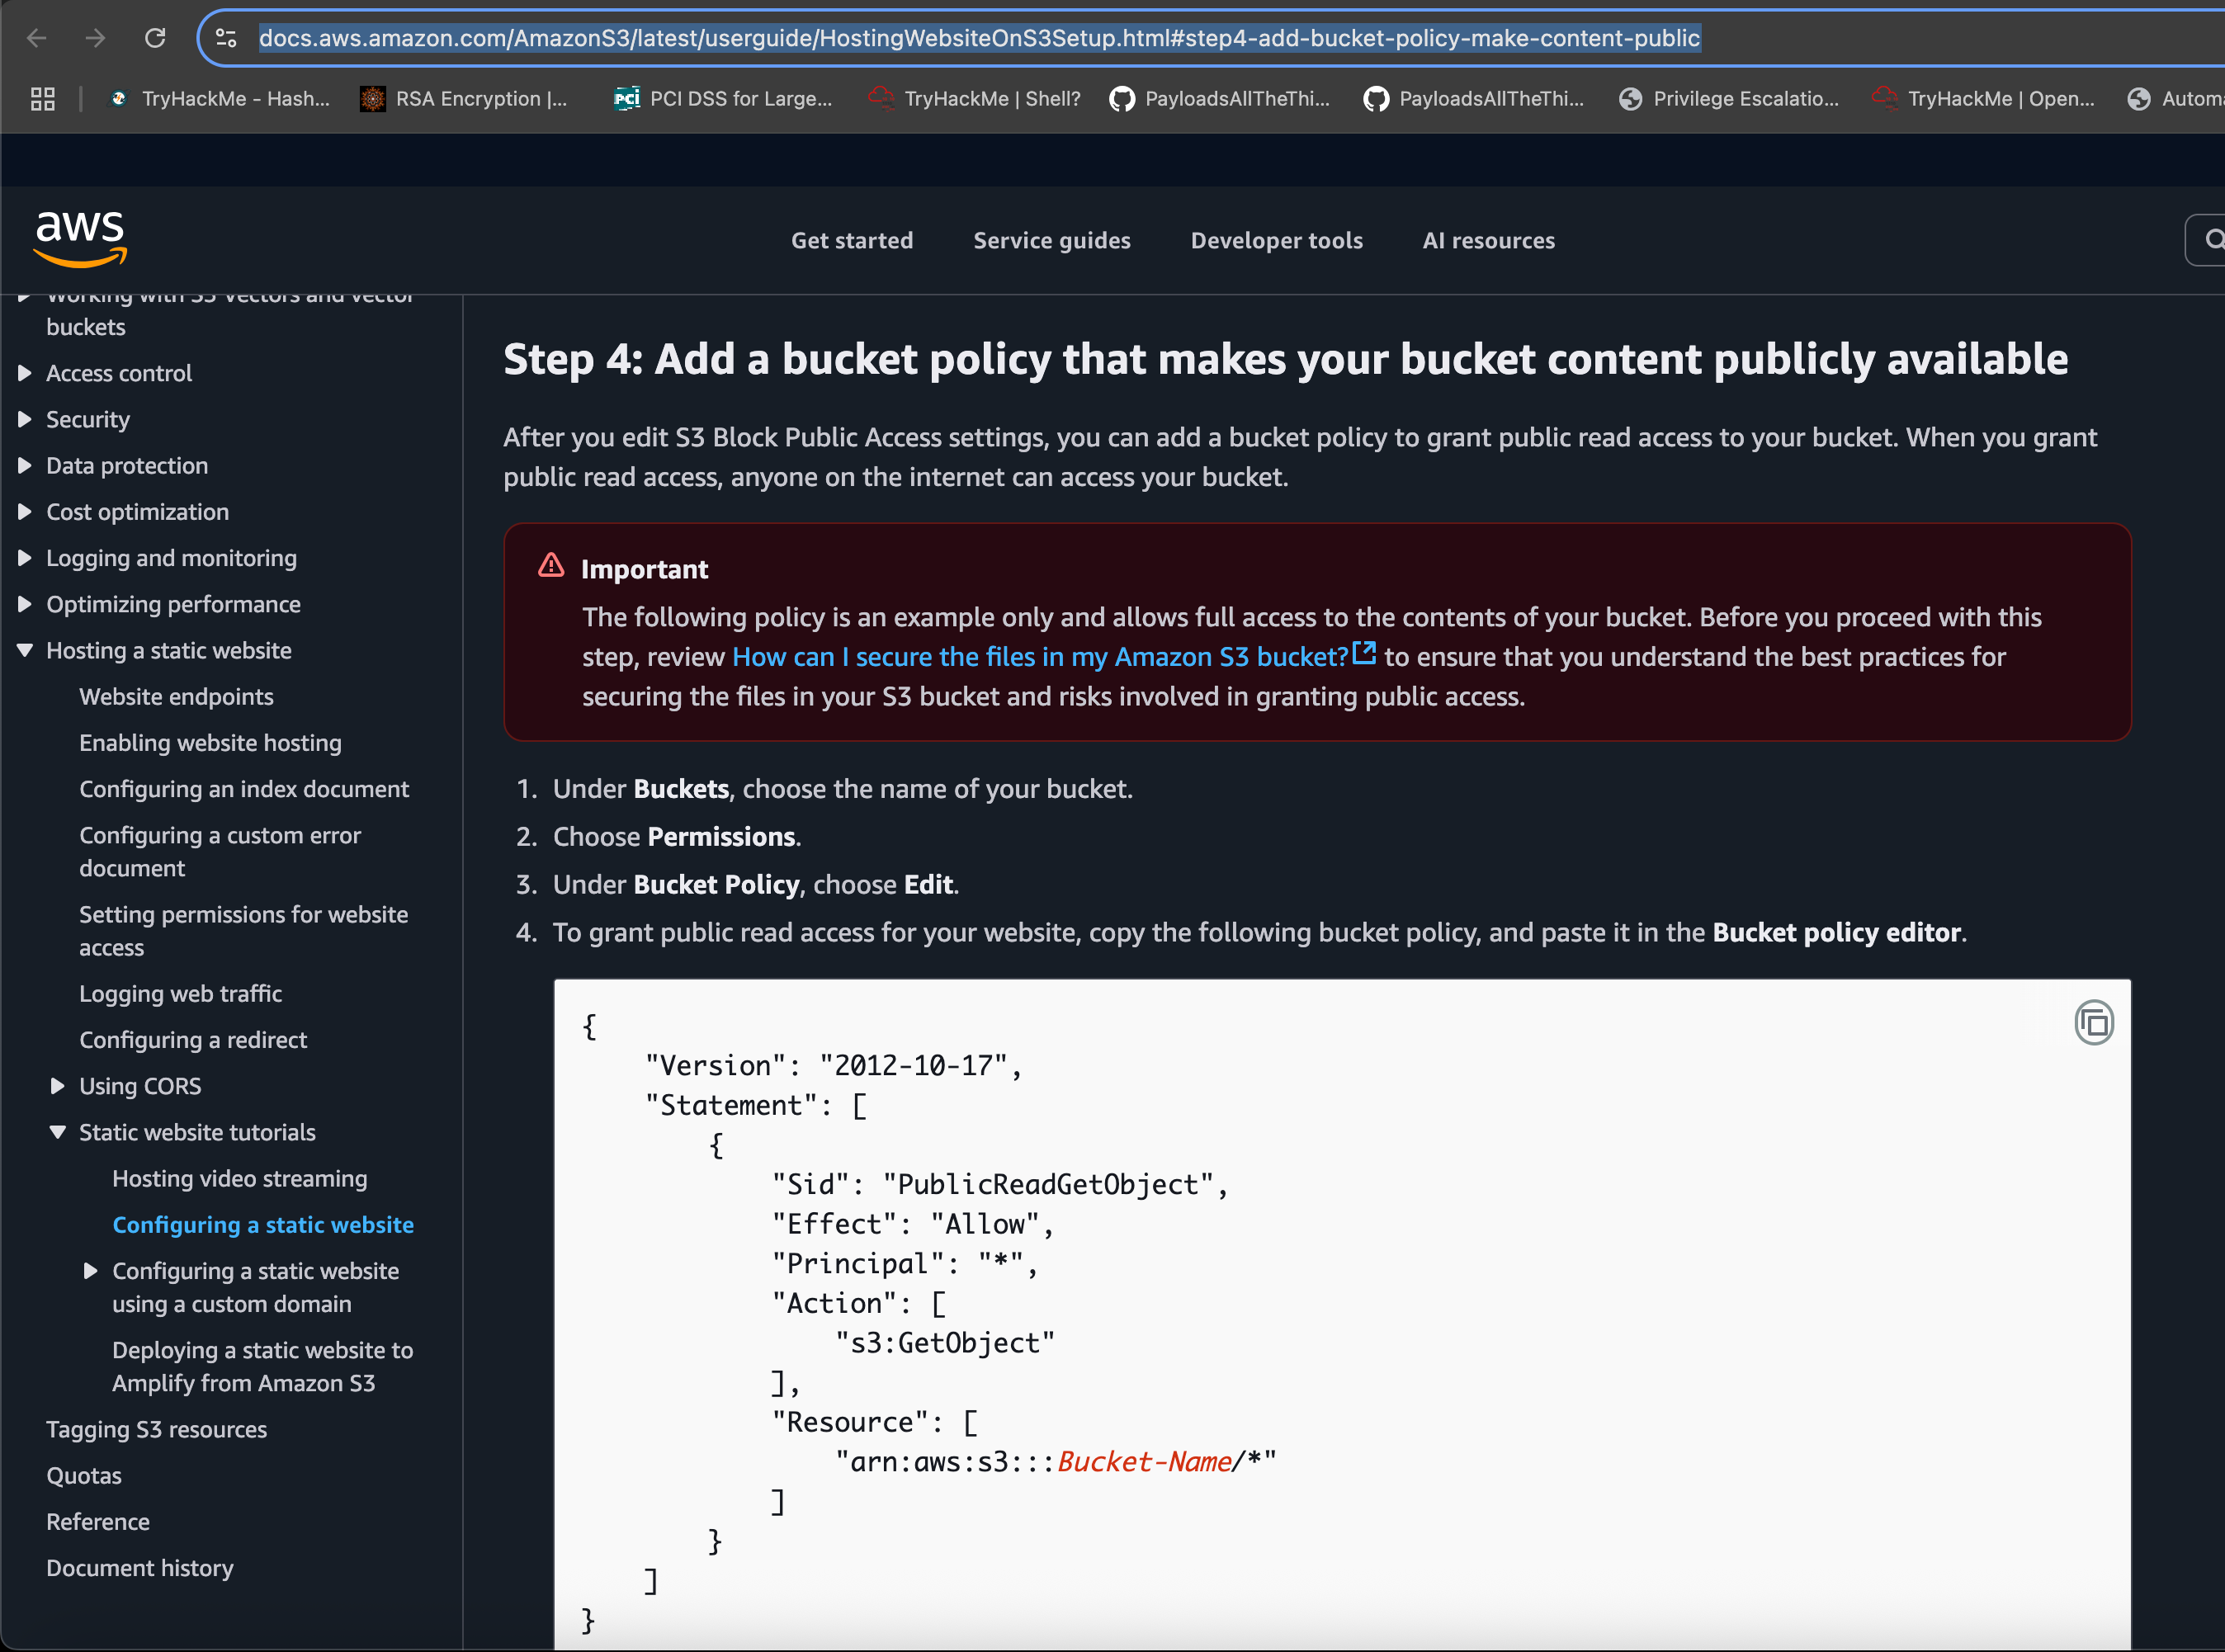 docs.aws.amazon.com/AmazonS3/latest/userguide/HostingWebsiteOnS3Setup.html#step4-add-bucket-policy-make-content-public
TryHackMe - Hash...
RSA Encryption |...
PCI DSS for Large...
TryHackMe | Shell?
PayloadsAllTheThi...
PayloadsAllTheThi...
Privilege Escalatio...
TryHackMe | Open...
Automa
aws
Get started
Service guides
Developer tools
AI resources
Working with S3 Vectors and vector
buckets
Access control
Security
Data protection
Cost optimization
Logging and monitoring
Optimizing performance
Hosting a static website
Website endpoints
Enabling website hosting
Configuring an index document
Configuring a custom error
document
Setting permissions for website
access
Logging web traffic
Configuring a redirect
Using CORS
Static website tutorials
Hosting video streaming
Configuring a static website
Configuring a static website
using a custom domain
Deploying a static website to
Amplify from Amazon S3
Tagging S3 resources
Quotas
Reference
Document history
Step 4: Add a bucket policy that makes your bucket content publicly available
After you edit S3 Block Public Access settings, you can add a bucket policy to grant public read access to your bucket. When you grant
public read access, anyone on the internet can access your bucket.
Important
The following policy is an example only and allows full access to the contents of your bucket. Before you proceed with this
step, review How can I secure the files in my Amazon S3 bucket? to ensure that you understand the best practices for
securing the files in your S3 bucket and risks involved in granting public access.
1. Under Buckets, choose the name of your bucket.
2. Choose Permissions.
3. Under Bucket Policy, choose Edit.
4. To grant public read access for your website, copy the following bucket policy, and paste it in the Bucket policy editor.
{
    "Version": "2012-10-17",
    "Statement": [
        {
            "Sid": "PublicReadGetObject",
            "Effect": "Allow",
            "Principal": "*",
            "Action": [
                "s3:GetObject"
            ],
            "Resource": [
                "arn:aws:s3:::Bucket-Name/*"
            ]
        }
    ]
}